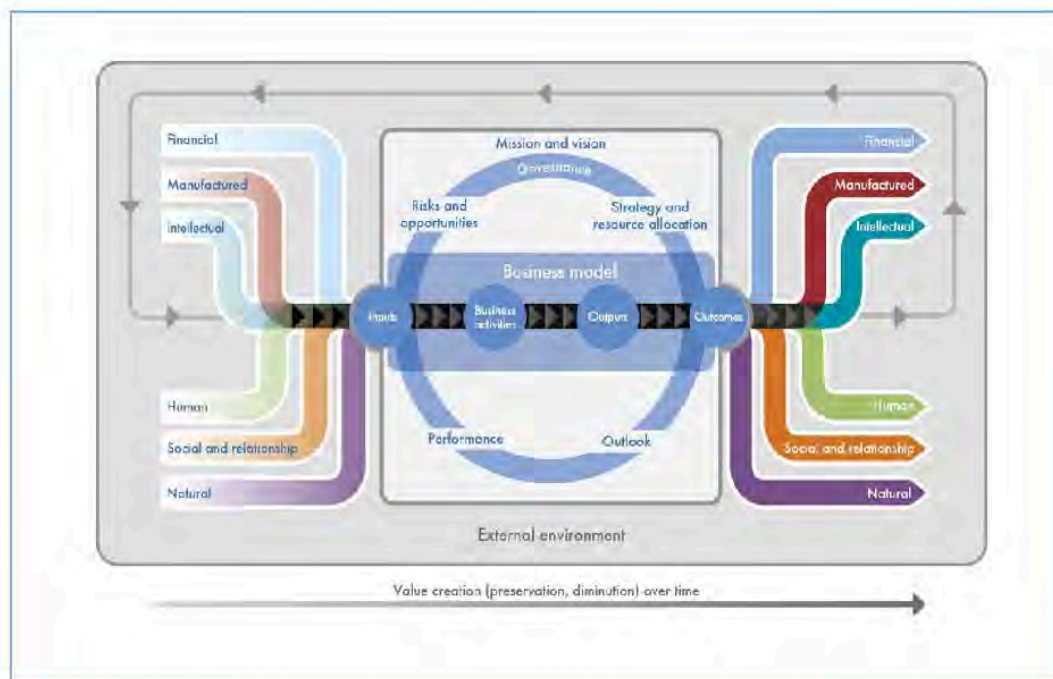 Financial
Manufactured
Intellectual
Human
Social and relationship
Natural
Mission and vision
Governance
Risks and
opportunities
Strategy and
resource allocation
Business model
Inputs
Business
activities
Outputs
Outcomes
Performance
Outlook
Financial
Manufactured
Intellectual
Human
Social and relationship
Natural
External environment
Value creation (preservation, diminution) over time